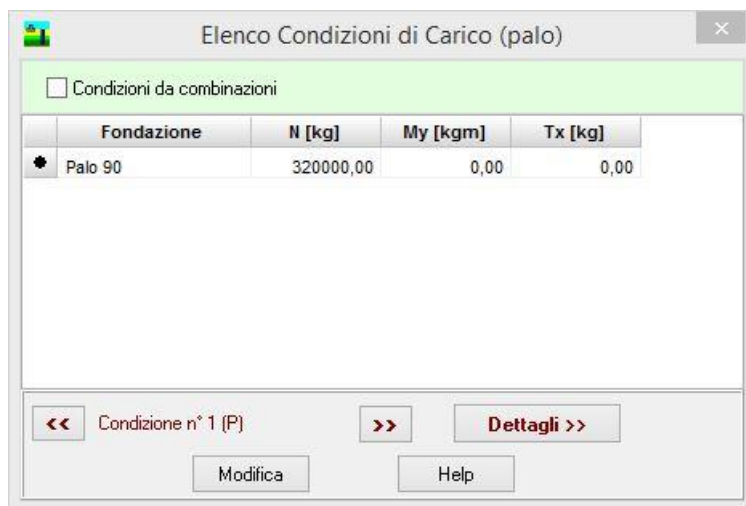 Elenco Condizioni di Carico (palo)
Condizioni da combinazioni
Fondazione N [kg] My [kgm] Tx [kg]
Palo 90 320000,00 0,00 0,00
<< Condizione n° 1 (P) >> Dettagli >>
Modifica Help